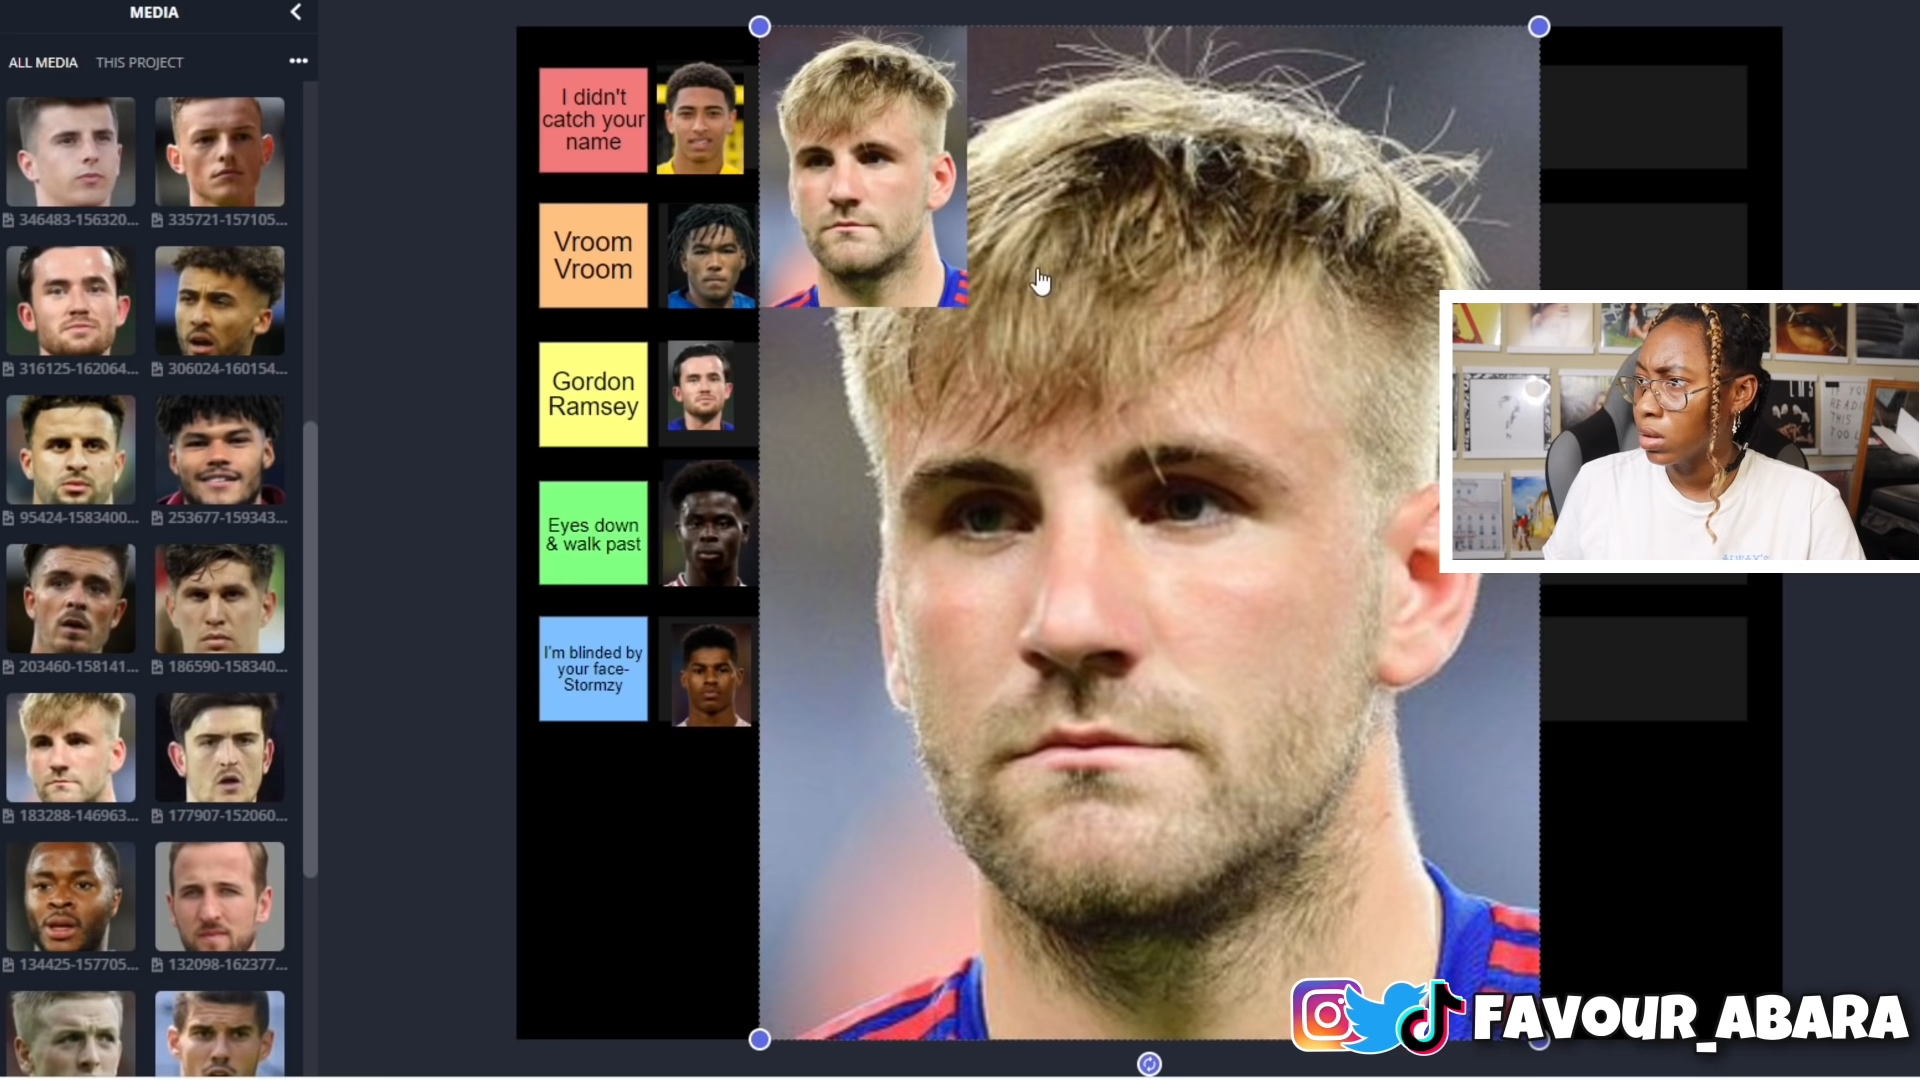 MEDIA
ALL MEDIA
THIS PROJECT
346483-156320...
335721-157105...
316125-162064...
306024-160154...
95424-1583400...
253677-159343...
203460-158141...
186590-158340...
183288-146963...
177907-152060...
134425-157705...
132098-162377...
I didn't
catch your
name
Vroom
Vroom
Gordon
Ramsey
Eyes down
& walk past
I'm blinded by
your face-
Stormzy
FAVOUR_ABARA